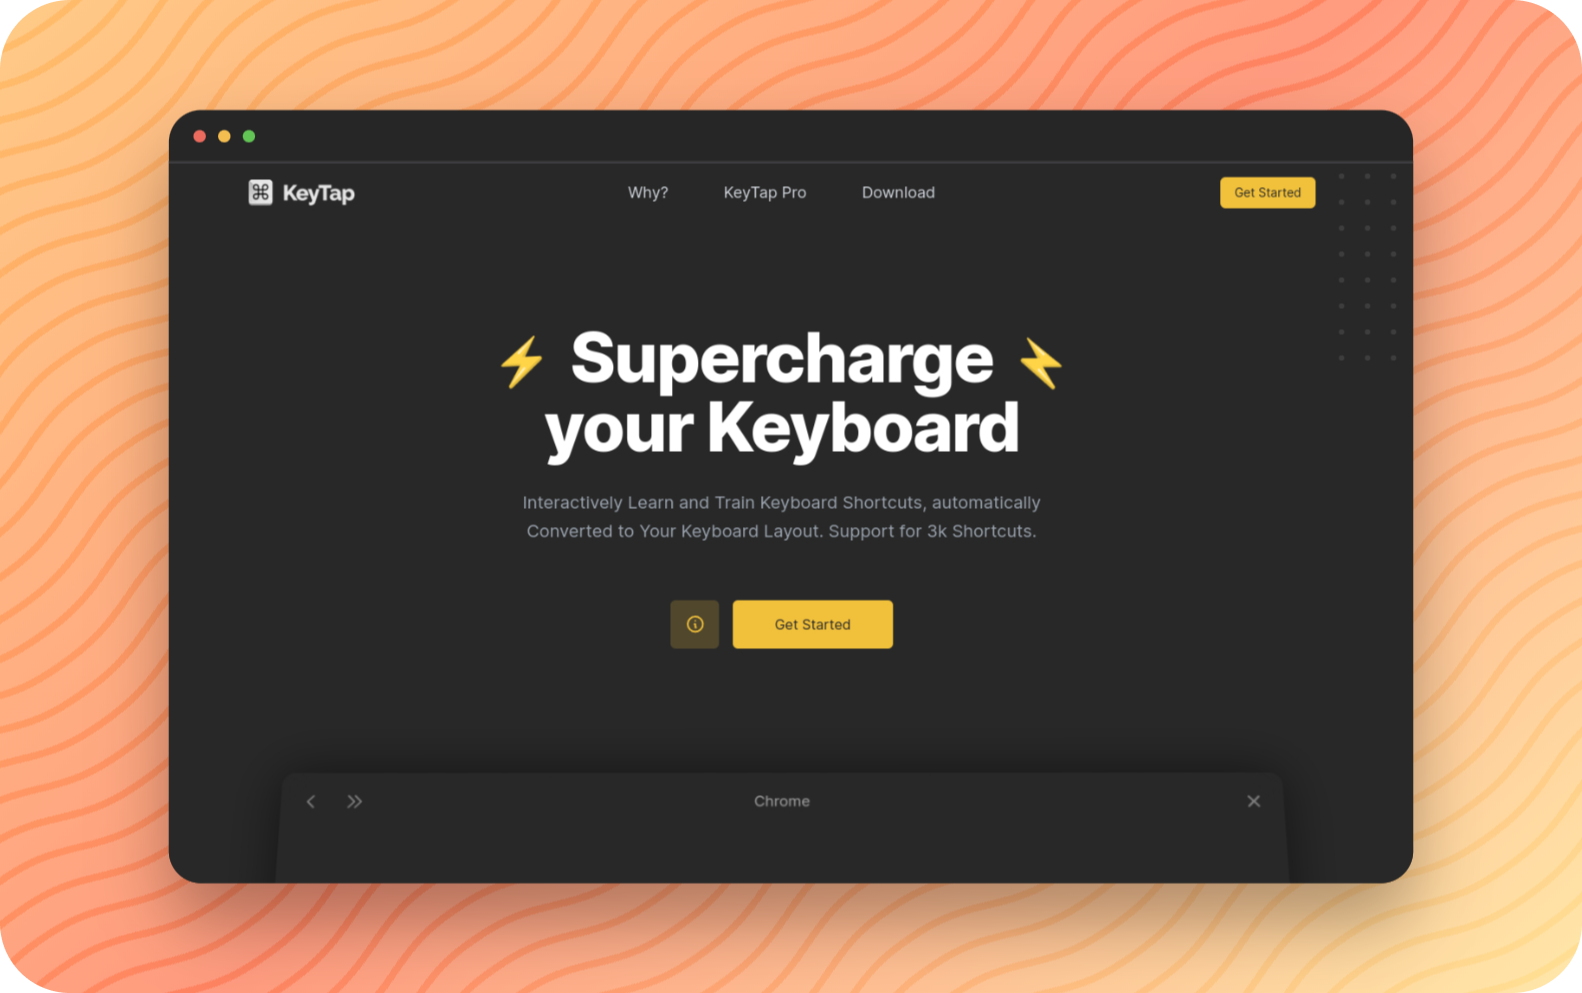 KeyTap
Why?
KeyTap Pro
Download
Get Started
⚡ Supercharge ⚡
your Keyboard
Interactively Learn and Train Keyboard Shortcuts, automatically
Converted to Your Keyboard Layout. Support for 3k Shortcuts.
Get Started
Chrome